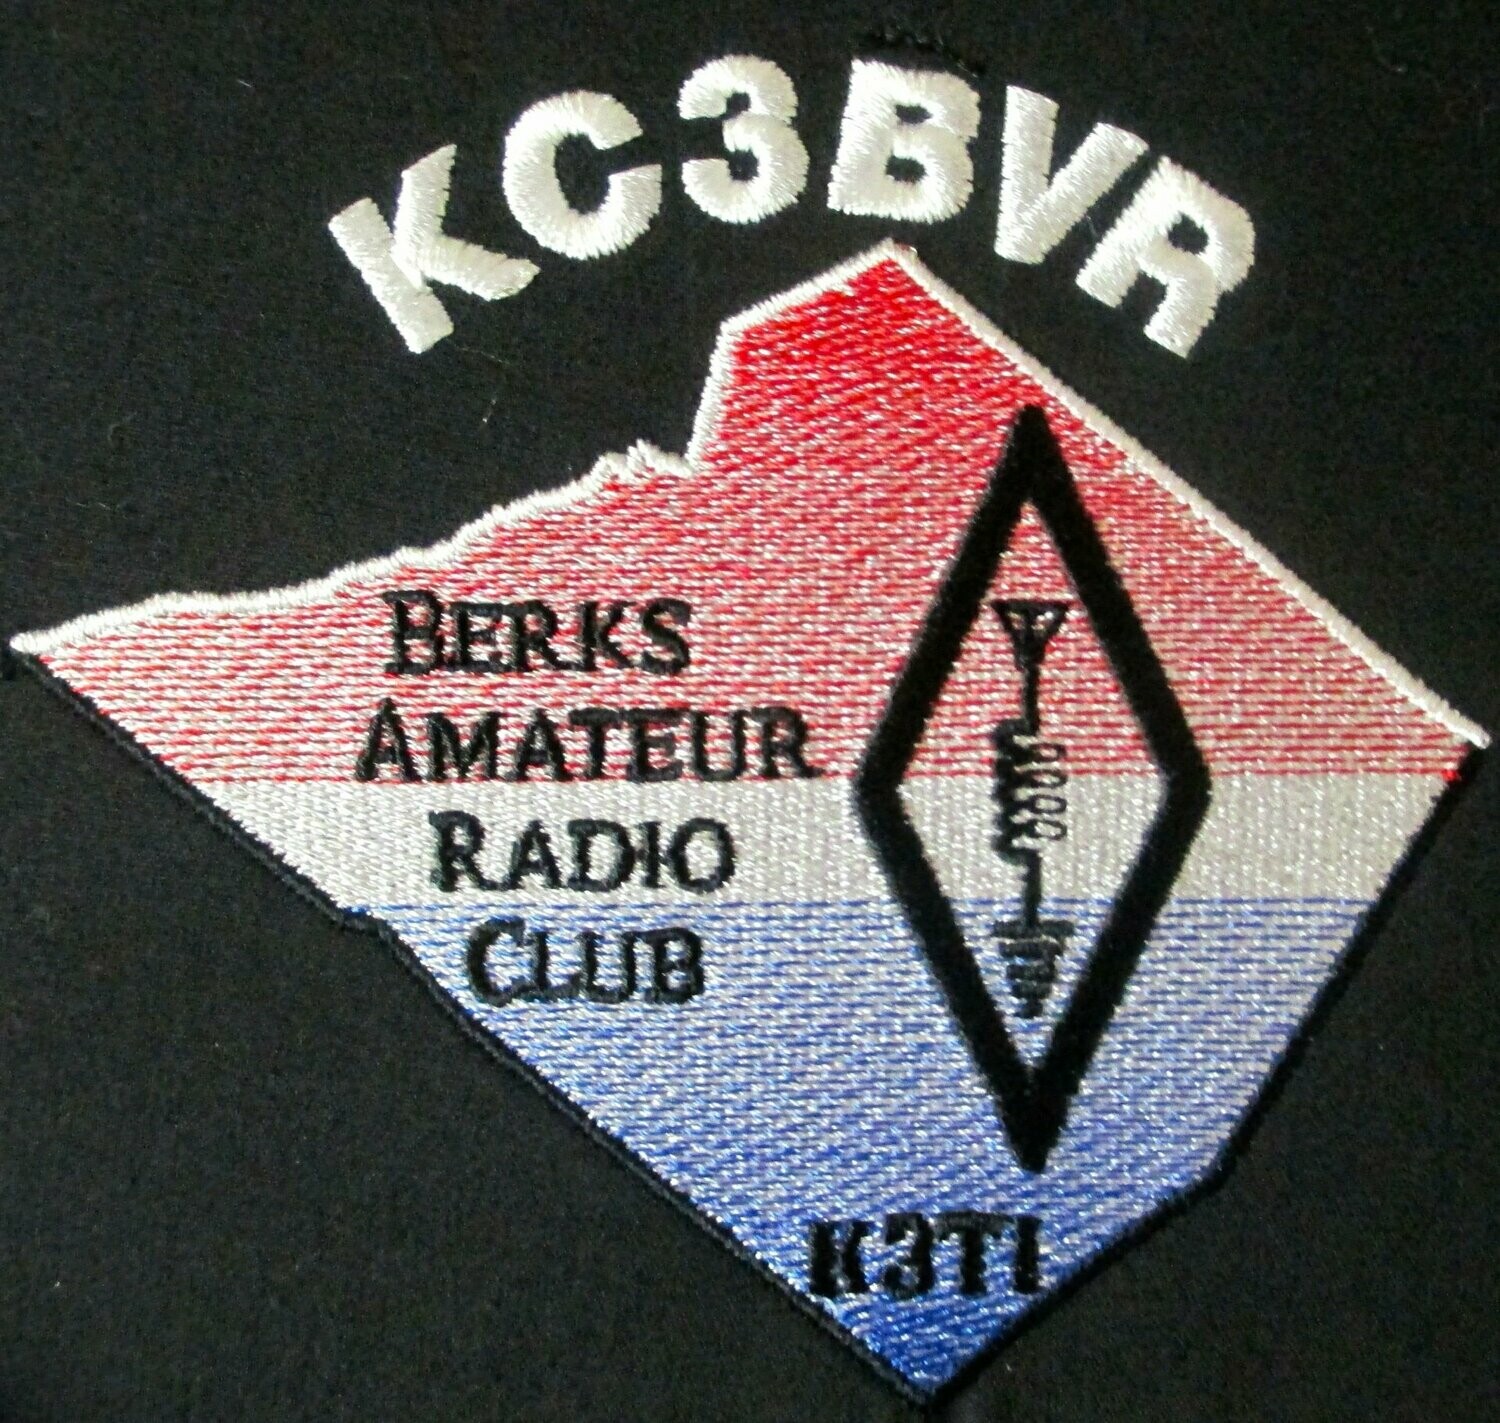 KC3BVR
BERKS
AMATEUR
RADIO
CLUB
K3TI